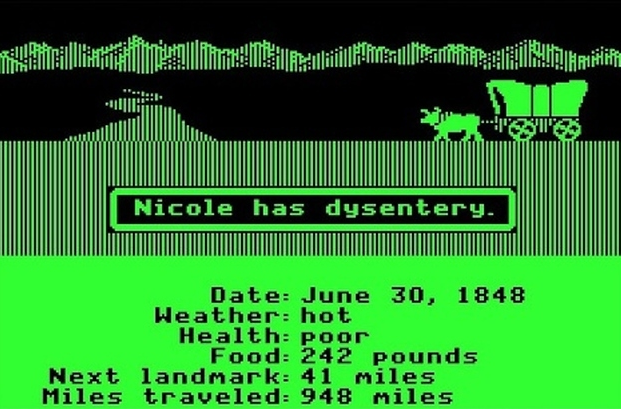 Nicole has dysentery.
Date: June 30, 1848
Weather: hot
Health: poor
Food: 242 pounds
Next landmark: 41 miles
Miles traveled: 948 miles